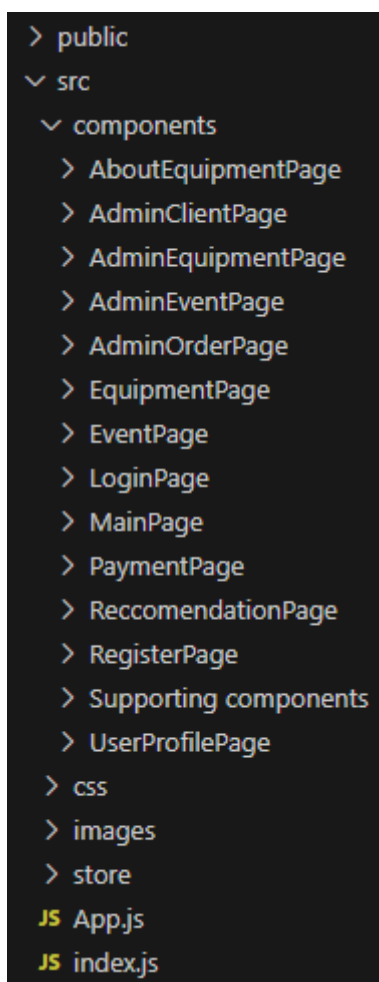 public
src
components
AboutEquipmentPage
AdminClientPage
AdminEquipmentPage
AdminEventPage
AdminOrderPage
EquipmentPage
EventPage
LoginPage
MainPage
PaymentPage
ReccomendationPage
RegisterPage
Supporting components
UserProfilePage
css
images
store
JS App.js
JS index.js